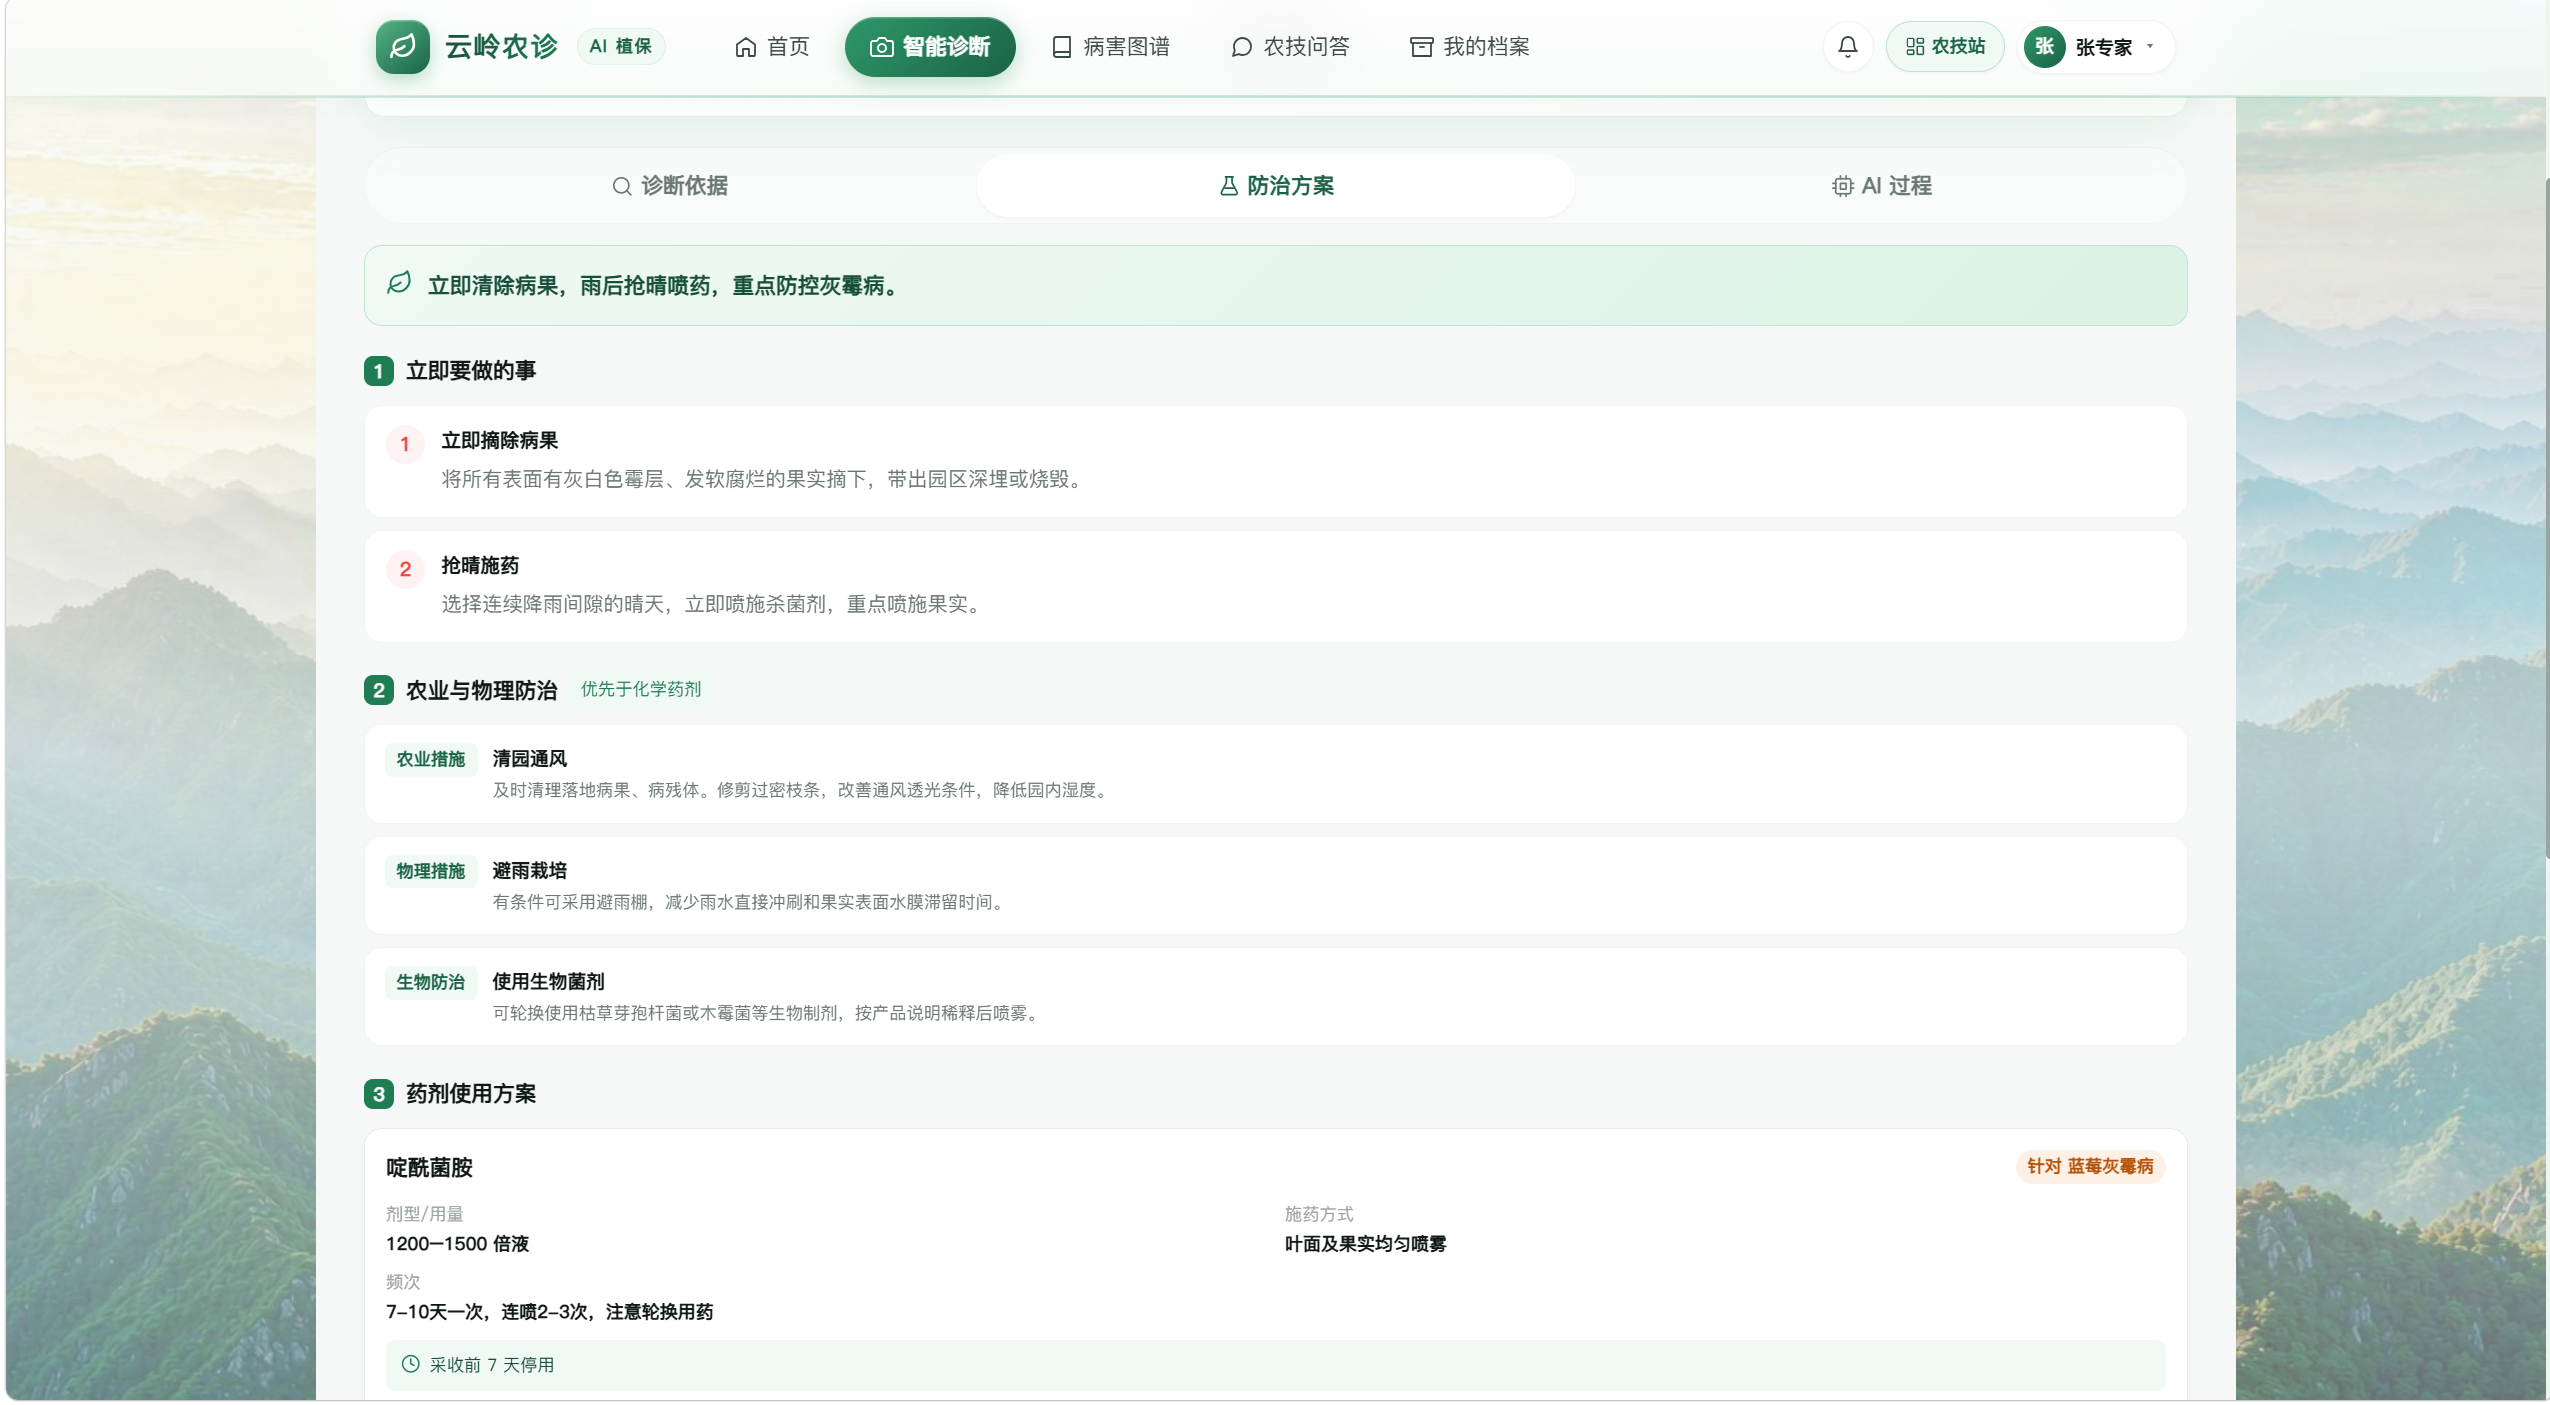 云岭农诊
AI 植保
首页
智能诊断
病害图谱
农技问答
我的档案
农技站
张
张专家
诊断依据
防治方案
AI 过程
立即清除病果，雨后抢晴喷药，重点防控灰霉病。
1 立即要做的事
1 立即摘除病果
将所有表面有灰白色霉层、发软腐烂的果实摘下，带出园区深埋或烧毁。
2 抢晴施药
选择连续降雨间隙的晴天，立即喷施杀菌剂，重点喷施果实。
2 农业与物理防治 优先于化学药剂
农业措施 清园通风
及时清理落地病果、病残体。修剪过密枝条，改善通风透光条件，降低园内湿度。
物理措施 避雨栽培
有条件可采用避雨棚，减少雨水直接冲刷和果实表面水膜滞留时间。
生物防治 使用生物菌剂
可轮换使用枯草芽孢杆菌或木霉菌等生物制剂，按产品说明稀释后喷雾。
3 药剂使用方案
啶酰菌胺 针对 蓝莓灰霉病
剂型/用量
1200—1500 倍液
施药方式
叶面及果实均匀喷雾
频次
7–10天一次，连喷2–3次，注意轮换用药
采收前 7 天停用